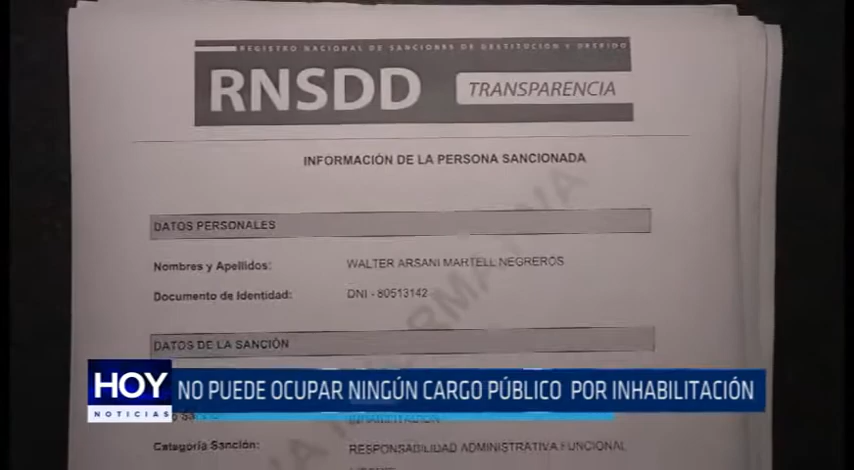 REGISTRO NACIONAL DE SANCIONES DE DESTITUCIÓN Y DESPIDO
RNSDD TRANSPARENCIA
INFORMACIÓN DE LA PERSONA SANCIONADA
DATOS PERSONALES
Nombres y Apellidos: WALTER ARSANI MARTELL NEGREROS
Documento de Identidad: DNI - 80513142
DATOS DE LA SANCIÓN
HOY NO PUEDE OCUPAR NINGÚN CARGO PÚBLICO POR INHABILITACIÓN
NOTICIAS
INHABILITACION
Categoría Sanción: RESPONSABILIDAD ADMINISTRATIVA FUNCIONAL